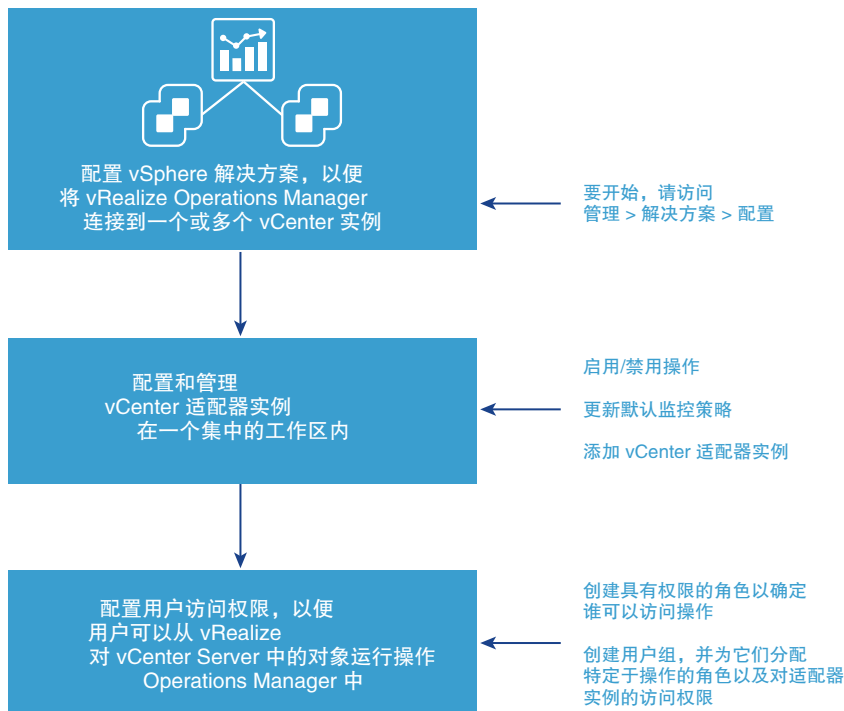 配置 vSphere 解决方案，以便
将 vRealize Operations Manager
连接到一个或多个 vCenter 实例
要开始，请访问
管理 > 解决方案 > 配置
配置和管理
vCenter 适配器实例
在一个集中的工作区内
启用/禁用操作
更新默认监控策略
添加 vCenter 适配器实例
配置用户访问权限，以便
用户可以从 vRealize
对 vCenter Server 中的对象运行操作
Operations Manager 中
创建具有权限的角色以确定
谁可以访问操作
创建用户组，并为它们分配
特定于操作的角色以及对适配器
实例的访问权限